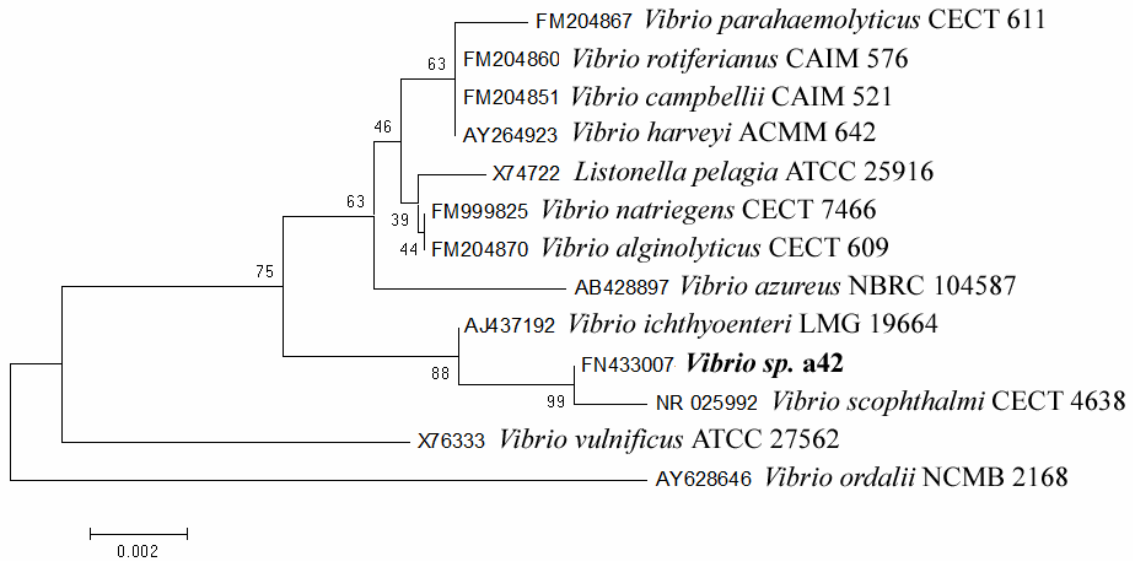 FM204867 Vibrio parahaemolyticus CECT 611
63 FM204860 Vibrio rotiferianus CAIM 576
FM204851 Vibrio campbellii CAIM 521
46 AY264923 Vibrio harveyi ACMM 642
X74722 Listonella pelagia ATCC 25916
63 39 FM999825 Vibrio natriegens CECT 7466
44 FM204870 Vibrio alginolyticus CECT 609
75 AB428897 Vibrio azureus NBRC 104587
AJ437192 Vibrio ichthyoenteri LMG 19664
88 FN433007 Vibrio sp. a42
99 NR 025992 Vibrio scophthalmi CECT 4638
X76333 Vibrio vulnificus ATCC 27562
AY628646 Vibrio ordalii NCMB 2168
0.002